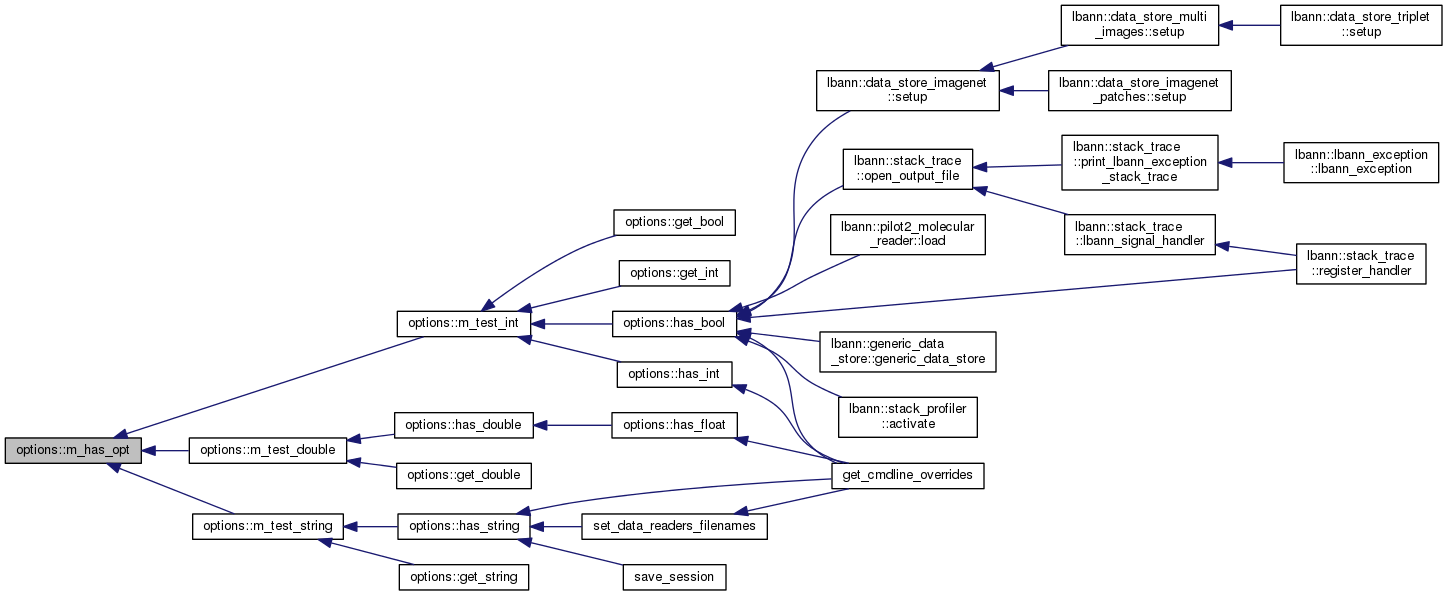 lbann::data_store_multi
_images::setup
lbann::data_store_triplet
::setup
lbann::data_store_imagenet
::setup
lbann::data_store_imagenet
_patches::setup
lbann::stack_trace
::open_output_file
lbann::stack_trace
::print_lbann_exception
_stack_trace
lbann::lbann_exception
::lbann_exception
options::get_bool
lbann::pilot2_molecular
_reader::load
lbann::stack_trace
::lbann_signal_handler
lbann::stack_trace
::register_handler
options::get_int
options::m_test_int
options::has_bool
lbann::generic_data
_store::generic_data_store
options::has_int
lbann::stack_profiler
::activate
options::has_double
options::has_float
options::m_has_opt
options::m_test_double
options::get_double
get_cmdline_overrides
options::m_test_string
options::has_string
set_data_readers_filenames
options::get_string
save_session